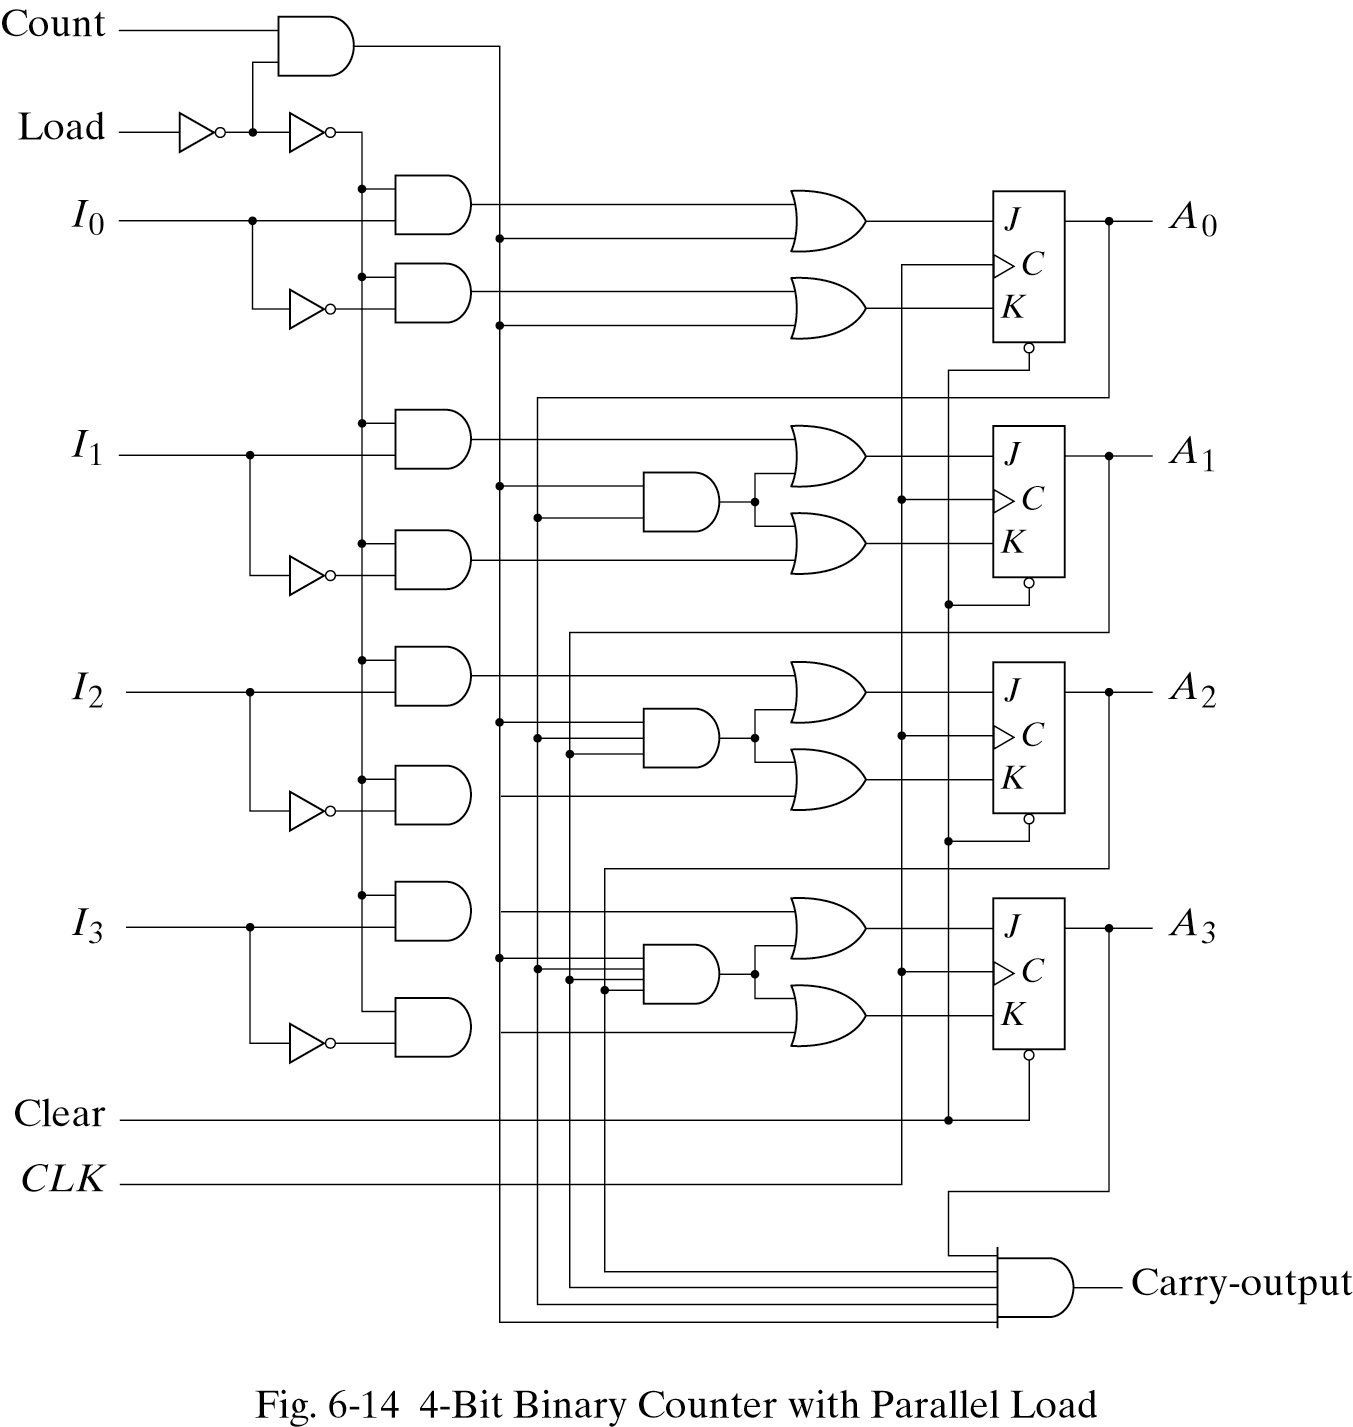 Count
Load
I0
J
C
K
A0
I1
J
C
K
A1
I2
J
C
K
A2
I3
J
C
K
A3
Clear
CLK
Carry-output
Fig. 6-14 4-Bit Binary Counter with Parallel Load